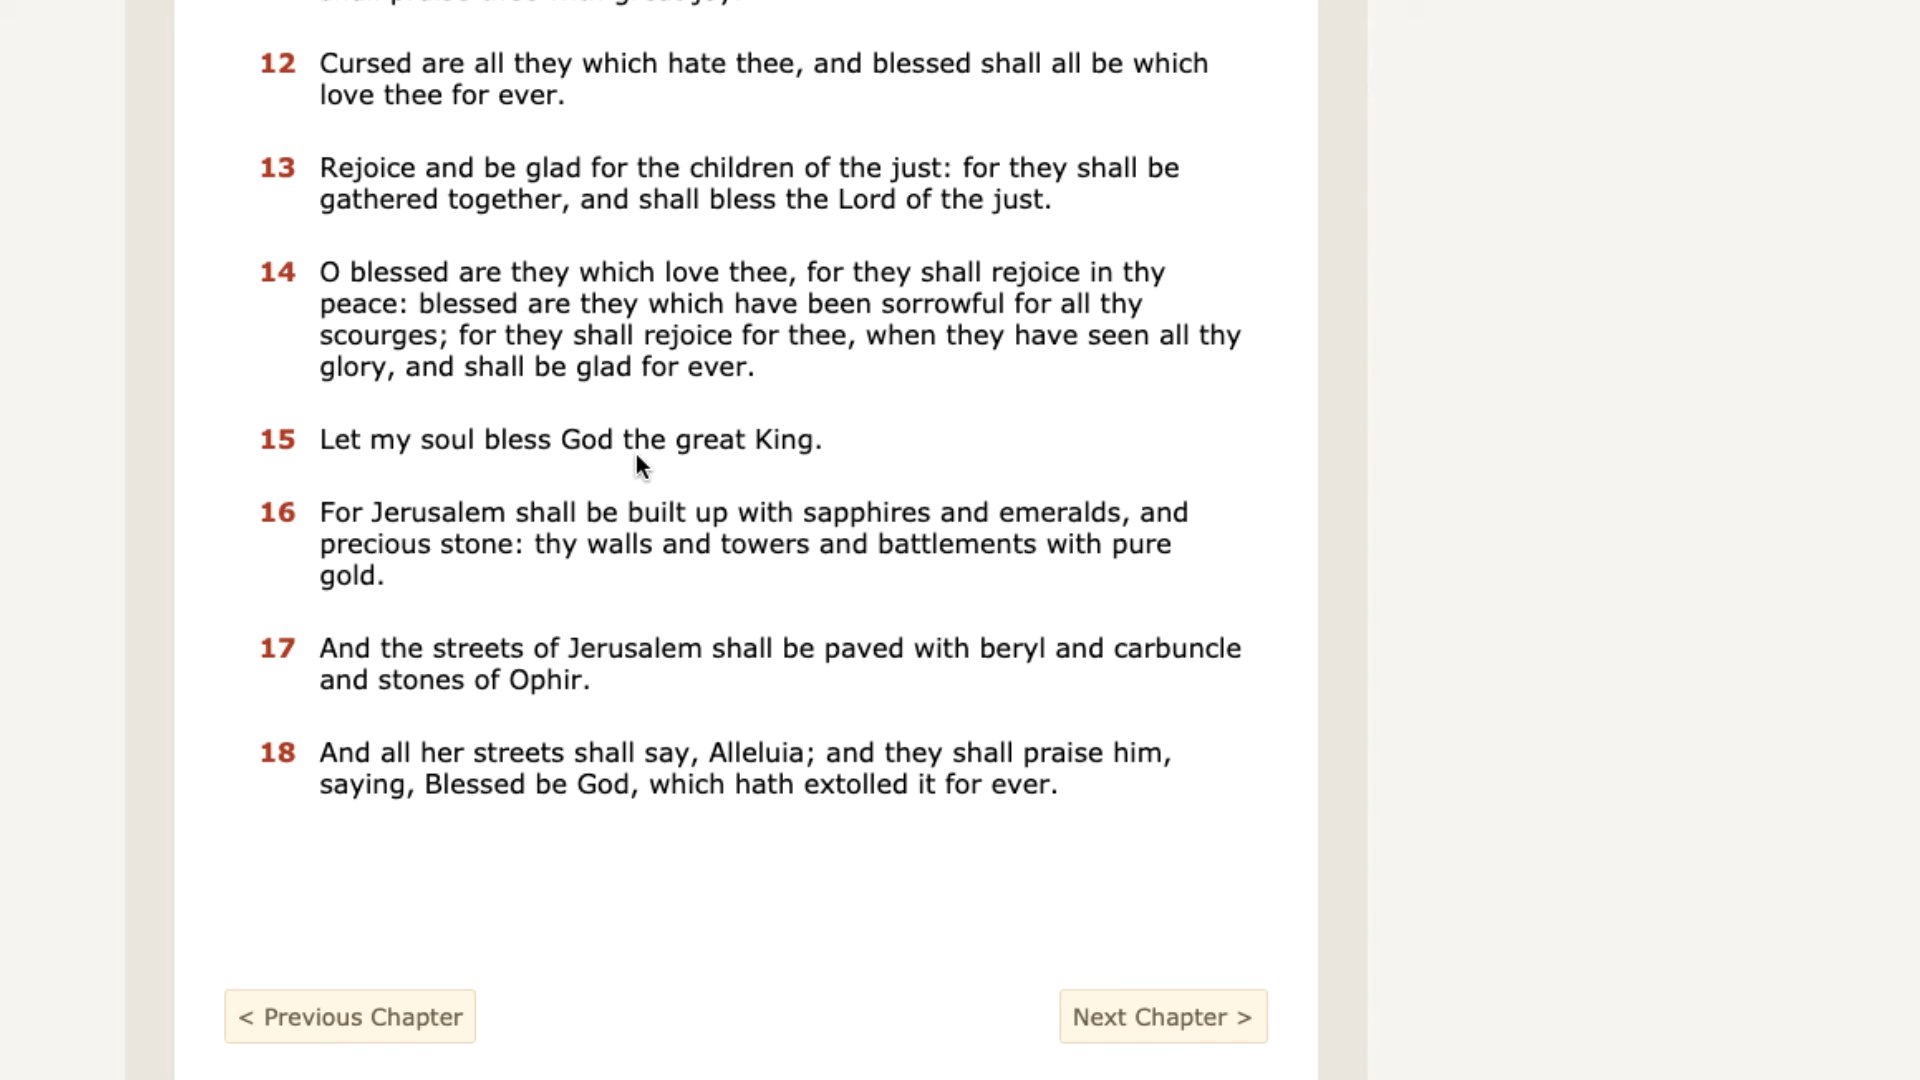 12 Cursed are all they which hate thee, and blessed shall all be which
love thee for ever.
13 Rejoice and be glad for the children of the just: for they shall be
gathered together, and shall bless the Lord of the just.
14 O blessed are they which love thee, for they shall rejoice in thy
peace: blessed are they which have been sorrowful for all thy
scourges; for they shall rejoice for thee, when they have seen all thy
glory, and shall be glad for ever.
15 Let my soul bless God the great King.
16 For Jerusalem shall be built up with sapphires and emeralds, and
precious stone: thy walls and towers and battlements with pure
gold.
17 And the streets of Jerusalem shall be paved with beryl and carbuncle
and stones of Ophir.
18 And all her streets shall say, Alleluia; and they shall praise him,
saying, Blessed be God, which hath extolled it for ever.
< Previous Chapter
Next Chapter >